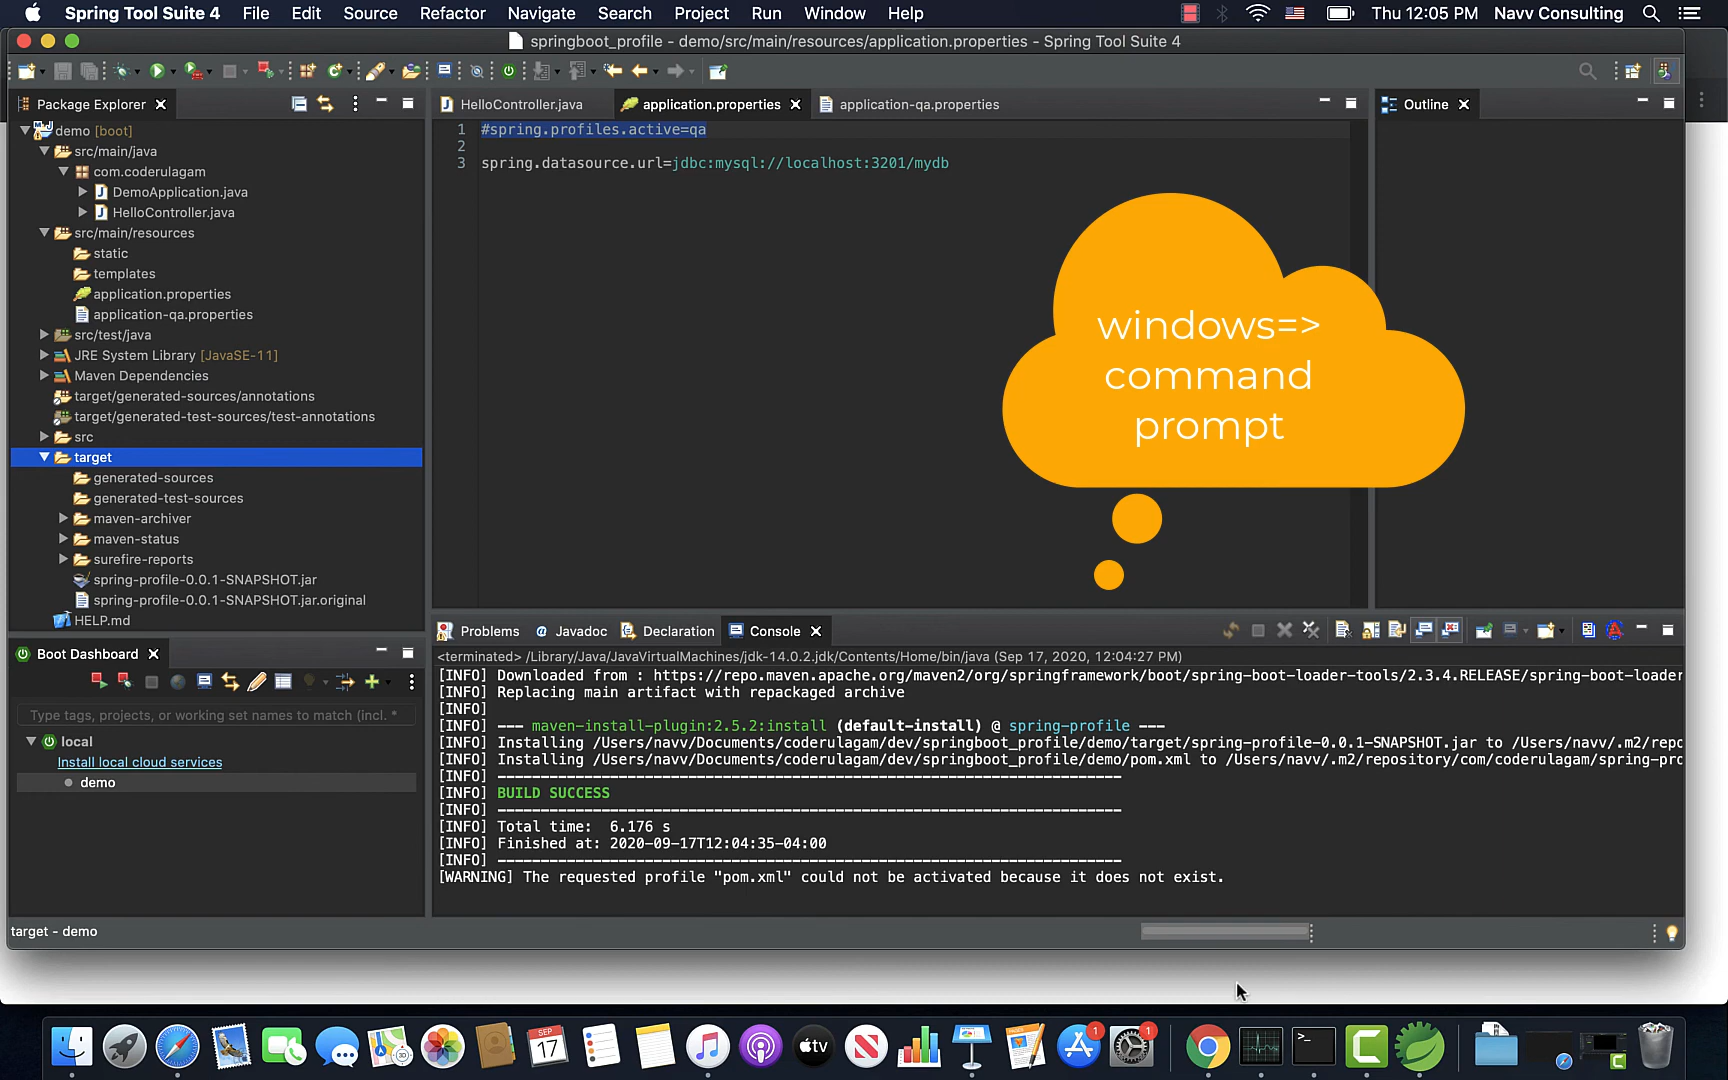 Spring Tool Suite 4 File Edit Source Refactor Navigate Search Project Run Window Help Thu 12:05 PM Navv Consulting
springboot_profile - demo/src/main/resources/application.properties - Spring Tool Suite 4
Package Explorer
HelloController.java application.properties application-qa.properties
Outline
demo [boot]
src/main/java
com.coderulagam
DemoApplication.java
HelloController.java
src/main/resources
static
templates
application.properties
application-qa.properties
src/test/java
JRE System Library [JavaSE-11]
Maven Dependencies
target/generated-sources/annotations
target/generated-test-sources/test-annotations
src
target
generated-sources
generated-test-sources
maven-archiver
maven-status
surefire-reports
spring-profile-0.0.1-SNAPSHOT.jar
spring-profile-0.0.1-SNAPSHOT.jar.original
HELP.md
1 #spring.profiles.active=qa
2
3 spring.datasource.url=jdbc:mysql://localhost:3201/mydb
windows=>
command
prompt
Boot Dashboard
Type tags, projects, or working set names to match (incl. *
local
Install local cloud services
demo
Problems @ Javadoc Declaration Console
<terminated> /Library/Java/JavaVirtualMachines/jdk-14.0.2.jdk/Contents/Home/bin/java (Sep 17, 2020, 12:04:27 PM)
[INFO] Downloaded from : https://repo.maven.apache.org/maven2/org/springframework/boot/spring-boot-loader-tools/2.3.4.RELEASE/spring-boot-loader
[INFO] Replacing main artifact with repackaged archive
[INFO]
[INFO] --- maven-install-plugin:2.5.2:install (default-install) @ spring-profile ---
[INFO] Installing /Users/navv/Documents/coderulagam/dev/springboot_profile/demo/target/spring-profile-0.0.1-SNAPSHOT.jar to /Users/navv/.m2/repo
[INFO] Installing /Users/navv/Documents/coderulagam/dev/springboot_profile/demo/pom.xml to /Users/navv/.m2/repository/com/coderulagam/spring-pro
[INFO] ------------------------------------------------------------------------
[INFO] BUILD SUCCESS
[INFO] ------------------------------------------------------------------------
[INFO] Total time:  6.176 s
[INFO] Finished at: 2020-09-17T12:04:35-04:00
[INFO] ------------------------------------------------------------------------
[WARNING] The requested profile "pom.xml" could not be activated because it does not exist.
target - demo
SEP
17
tv
1
1